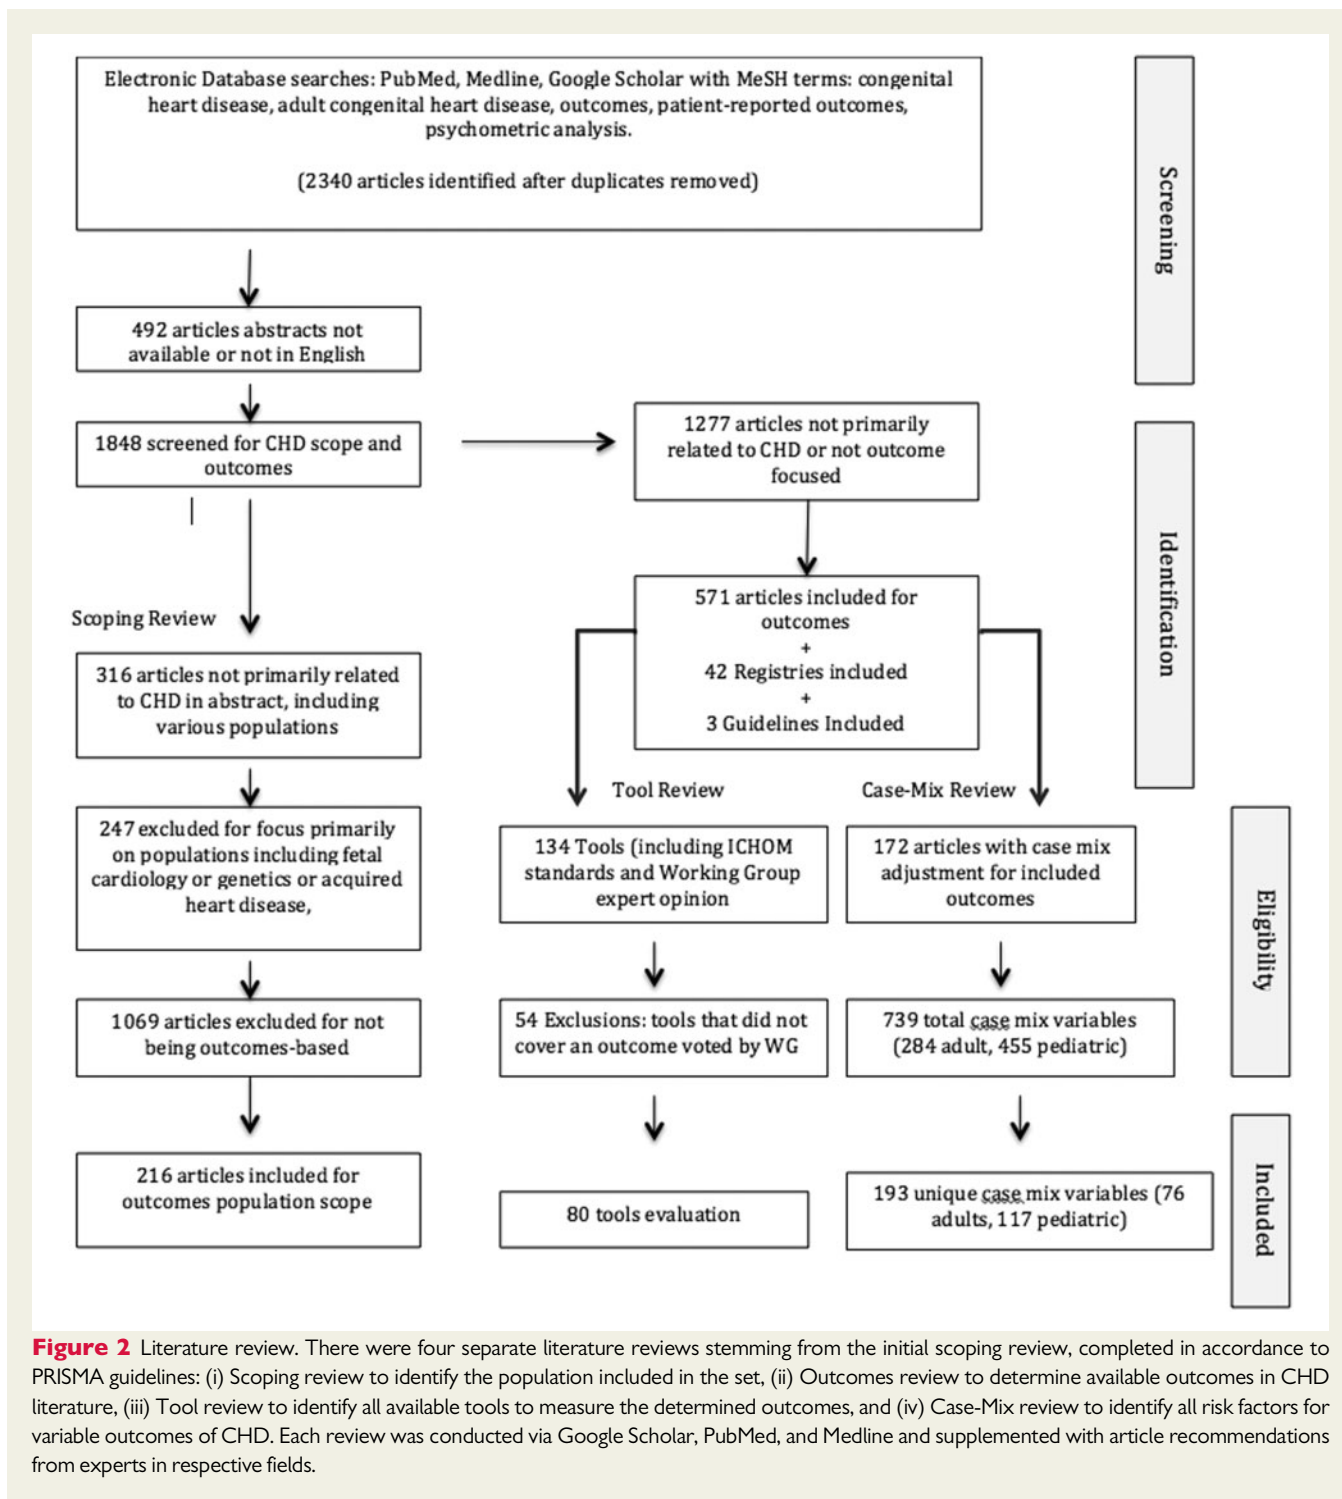 Electronic Database searches: PubMed, Medline, Google Scholar with MeSH terms: congenital
heart disease, adult congenital heart disease, outcomes, patient-reported outcomes,
psychometric analysis.
(2340 articles identified after duplicates removed)
Screening
492 articles abstracts not
available or not in English
1848 screened for CHD scope and
outcomes
1277 articles not primarily
related to CHD or not outcome
focused
Identification
571 articles included for
outcomes
+
42 Registries included
+
3 Guidelines Included
Scoping Review
316 articles not primarily related
to CHD in abstract, including
various populations
247 excluded for focus primarily
on populations including fetal
cardiology or genetics or acquired
heart disease,
1069 articles excluded for not
being outcomes-based
216 articles included for
outcomes population scope
Tool Review
134 Tools (including ICHOM
standards and Working Group
expert opinion
54 Exclusions: tools that did not
cover an outcome voted by WG
80 tools evaluation
Case-Mix Review
172 articles with case mix
adjustment for included
outcomes
739 total case mix variables
(284 adult, 455 pediatric)
193 unique case mix variables (76
adults, 117 pediatric)
Eligibility
Included
Figure 2 Literature review. There were four separate literature reviews stemming from the initial scoping review, completed in accordance to
PRISMA guidelines: (i) Scoping review to identify the population included in the set, (ii) Outcomes review to determine available outcomes in CHD
literature, (iii) Tool review to identify all available tools to measure the determined outcomes, and (iv) Case-Mix review to identify all risk factors for
variable outcomes of CHD. Each review was conducted via Google Scholar, PubMed, and Medline and supplemented with article recommendations
from experts in respective fields.